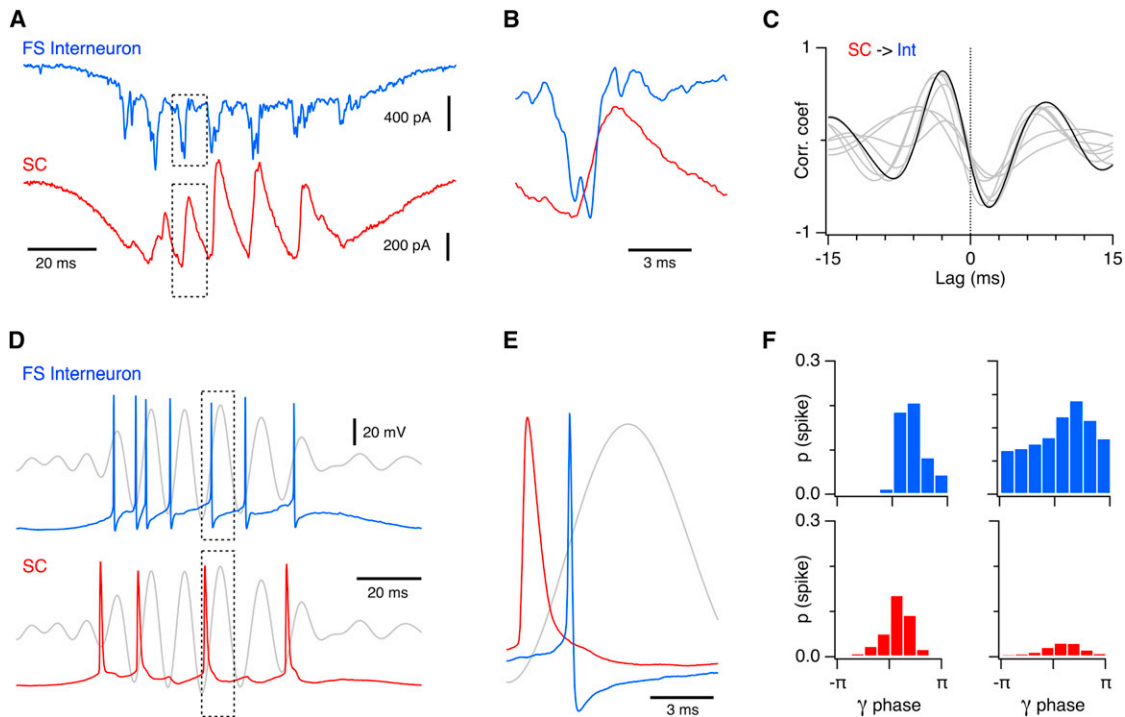 A
FS Interneuron
400 pA
SC
200 pA
20 ms
B
3 ms
C
SC -> Int
1
Corr. coef
-1
-15
0
15
Lag (ms)
D
FS Interneuron
20 mV
SC
20 ms
E
3 ms
F
0.3
p (spike)
0.0
0.3
p (spike)
0.0
-π
π
-π
π
γ phase
γ phase